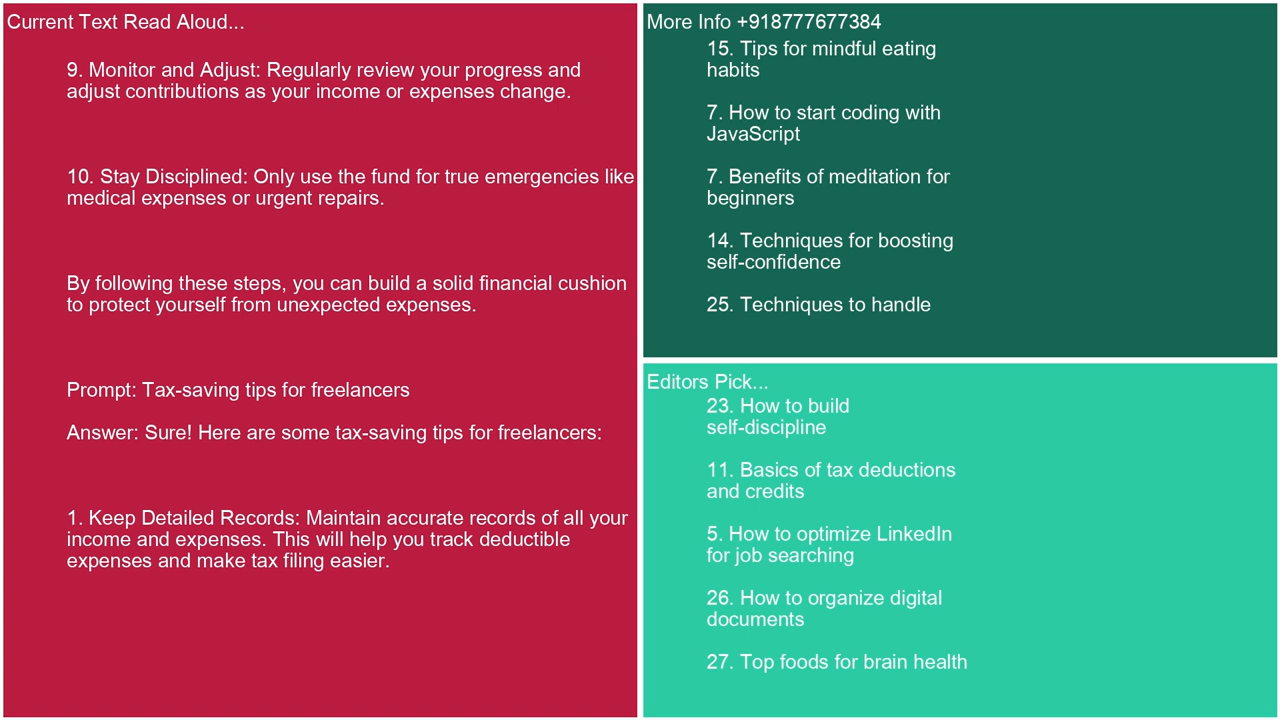 Current Text Read Aloud...
9. Monitor and Adjust: Regularly review your progress and
adjust contributions as your income or expenses change.
10. Stay Disciplined: Only use the fund for true emergencies like
medical expenses or urgent repairs.
By following these steps, you can build a solid financial cushion
to protect yourself from unexpected expenses.
Prompt: Tax-saving tips for freelancers
Answer: Sure! Here are some tax-saving tips for freelancers:
1. Keep Detailed Records: Maintain accurate records of all your
income and expenses. This will help you track deductible
expenses and make tax filing easier.
More Info +918777677384
15. Tips for mindful eating
habits
7. How to start coding with
JavaScript
7. Benefits of meditation for
beginners
14. Techniques for boosting
self-confidence
25. Techniques to handle
Editors Pick...
23. How to build
self-discipline
11. Basics of tax deductions
and credits
5. How to optimize LinkedIn
for job searching
26. How to organize digital
documents
27. Top foods for brain health